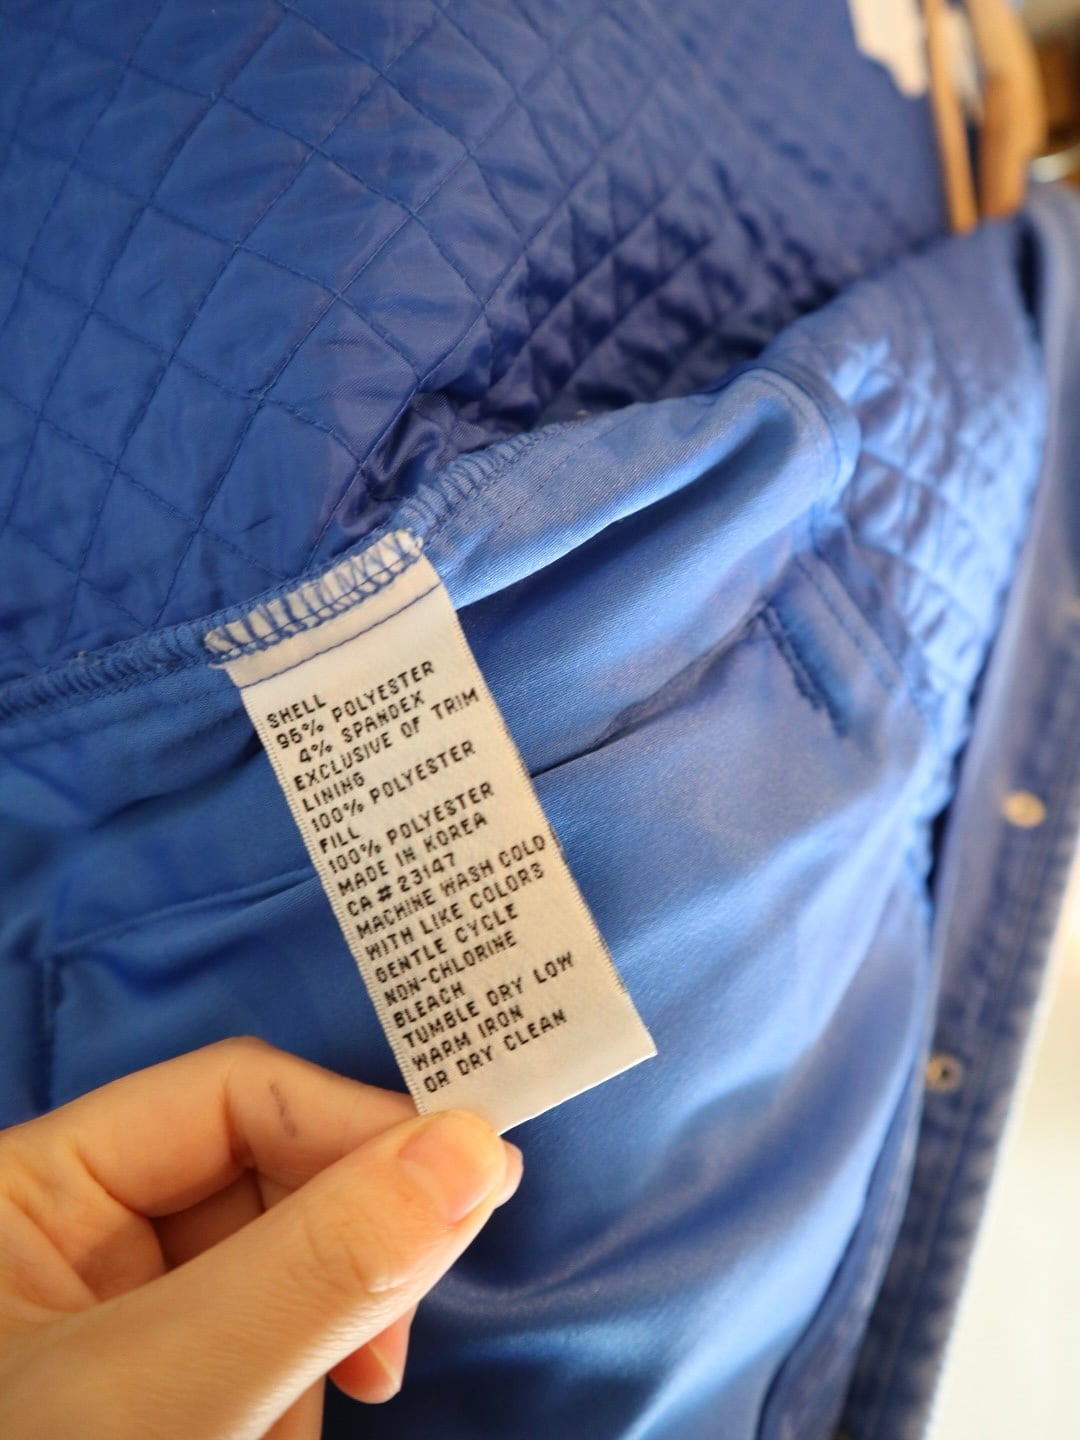 SHELL
96% POLYESTER
4% SPANDEX
EXCLUSIVE OF TRIM
LINING
100% POLYESTER
FILL
100% POLYESTER
MADE IN KOREA
CA # 23147
MACHINE WASH COLD
WITH LIKE COLORS
GENTLE CYCLE
NON-CHLORINE
BLEACH
TUMBLE DRY LOW
WARM IRON
OR DRY CLEAN